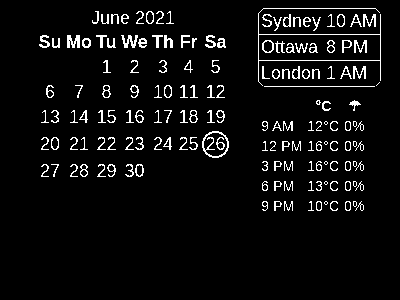 June 2021
Su Mo Tu We Th Fr Sa
1 2 3 4 5
6 7 8 9 10 11 12
13 14 15 16 17 18 19
20 21 22 23 24 25 26
27 28 29 30
Sydney 10 AM
Ottawa 8 PM
London 1 AM
°C ☂
9 AM 12°C 0%
12 PM 16°C 0%
3 PM 16°C 0%
6 PM 13°C 0%
9 PM 10°C 0%